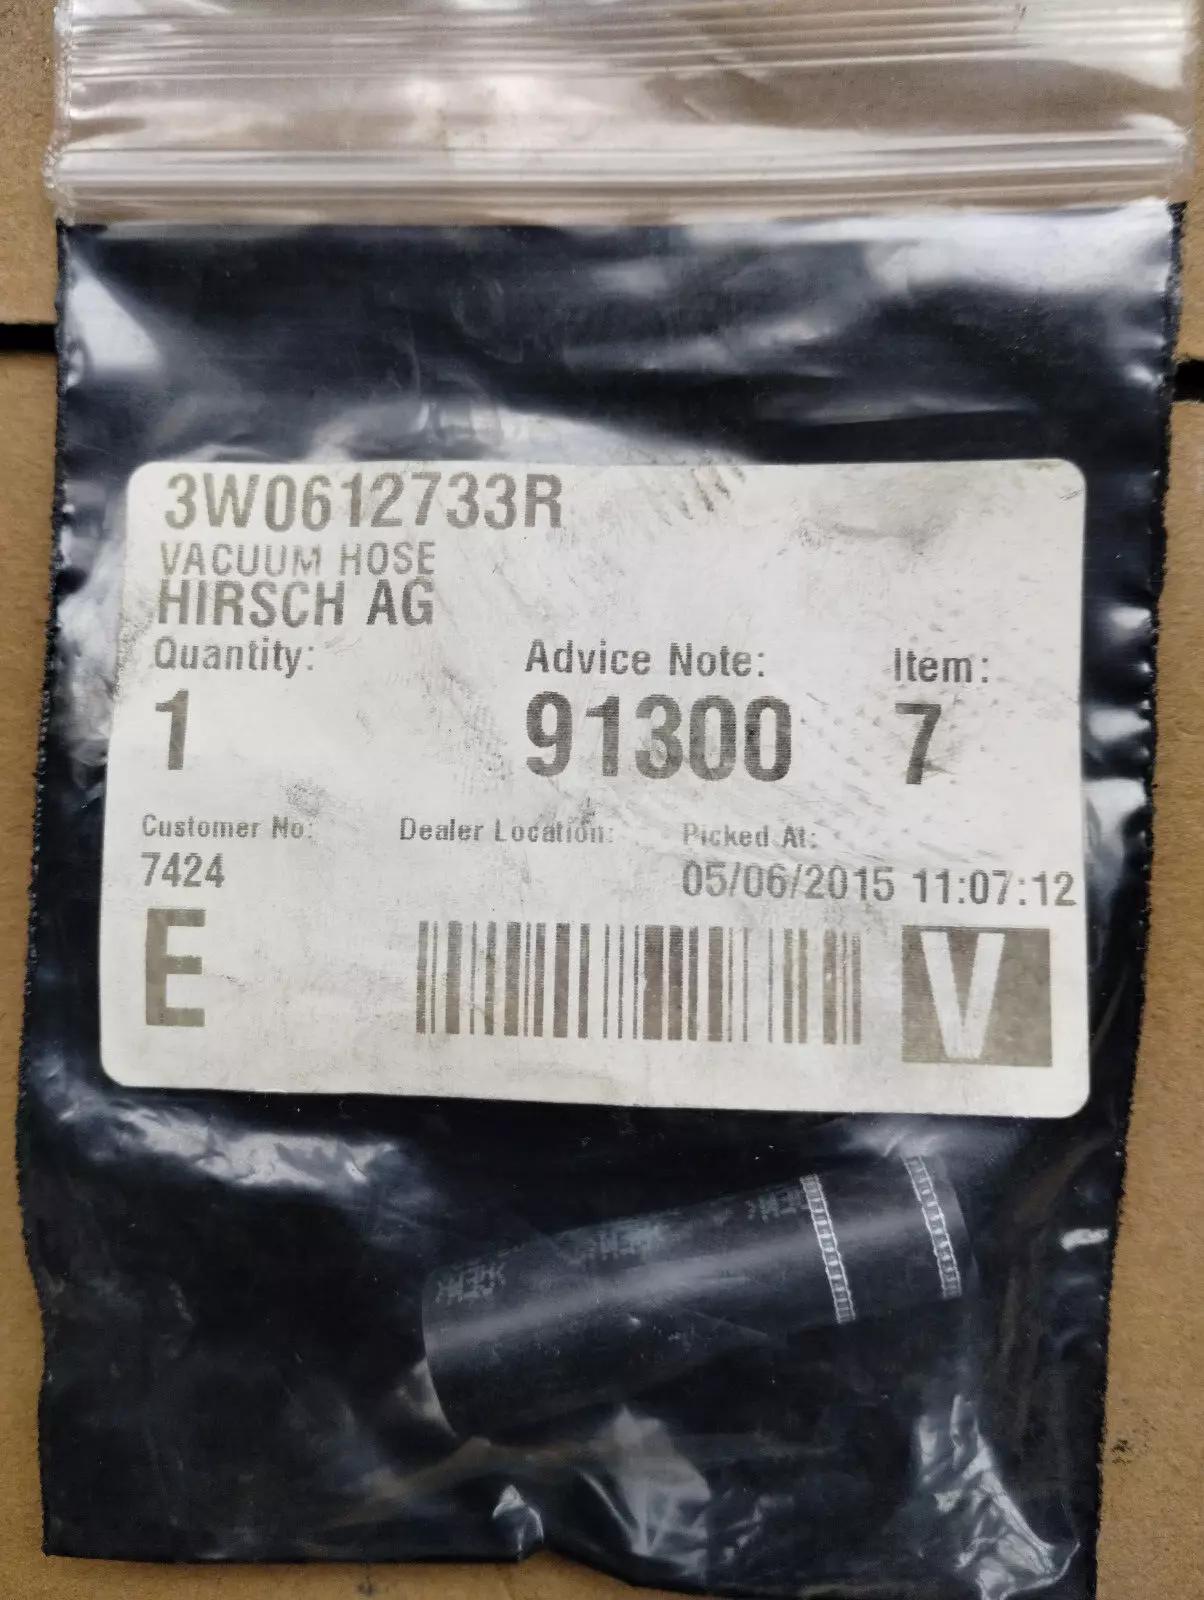 3W0612733R
VACUUM HOSE
HIRSCH AG
Quantity: Advice Note: Item:
1 91300 7
Customer No: Dealer Location: Picked At:
7424 05/06/2015 11:07:12
E V